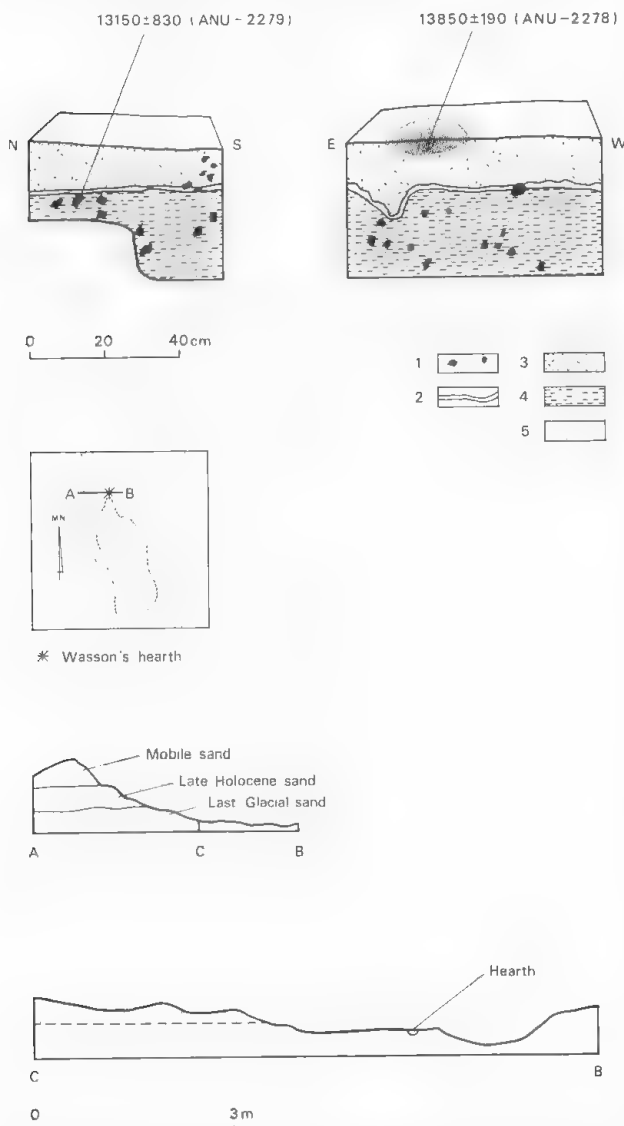 13150±830 (ANU-2279)
13850±190 (ANU-2278)
N S
E W
0 20 40cm
1 3
2 4
5
A B
MN
✳ Wasson's hearth
Mobile sand
Late Holocene sand
Last Glacial sand
A C B
Hearth
C B
0 3m